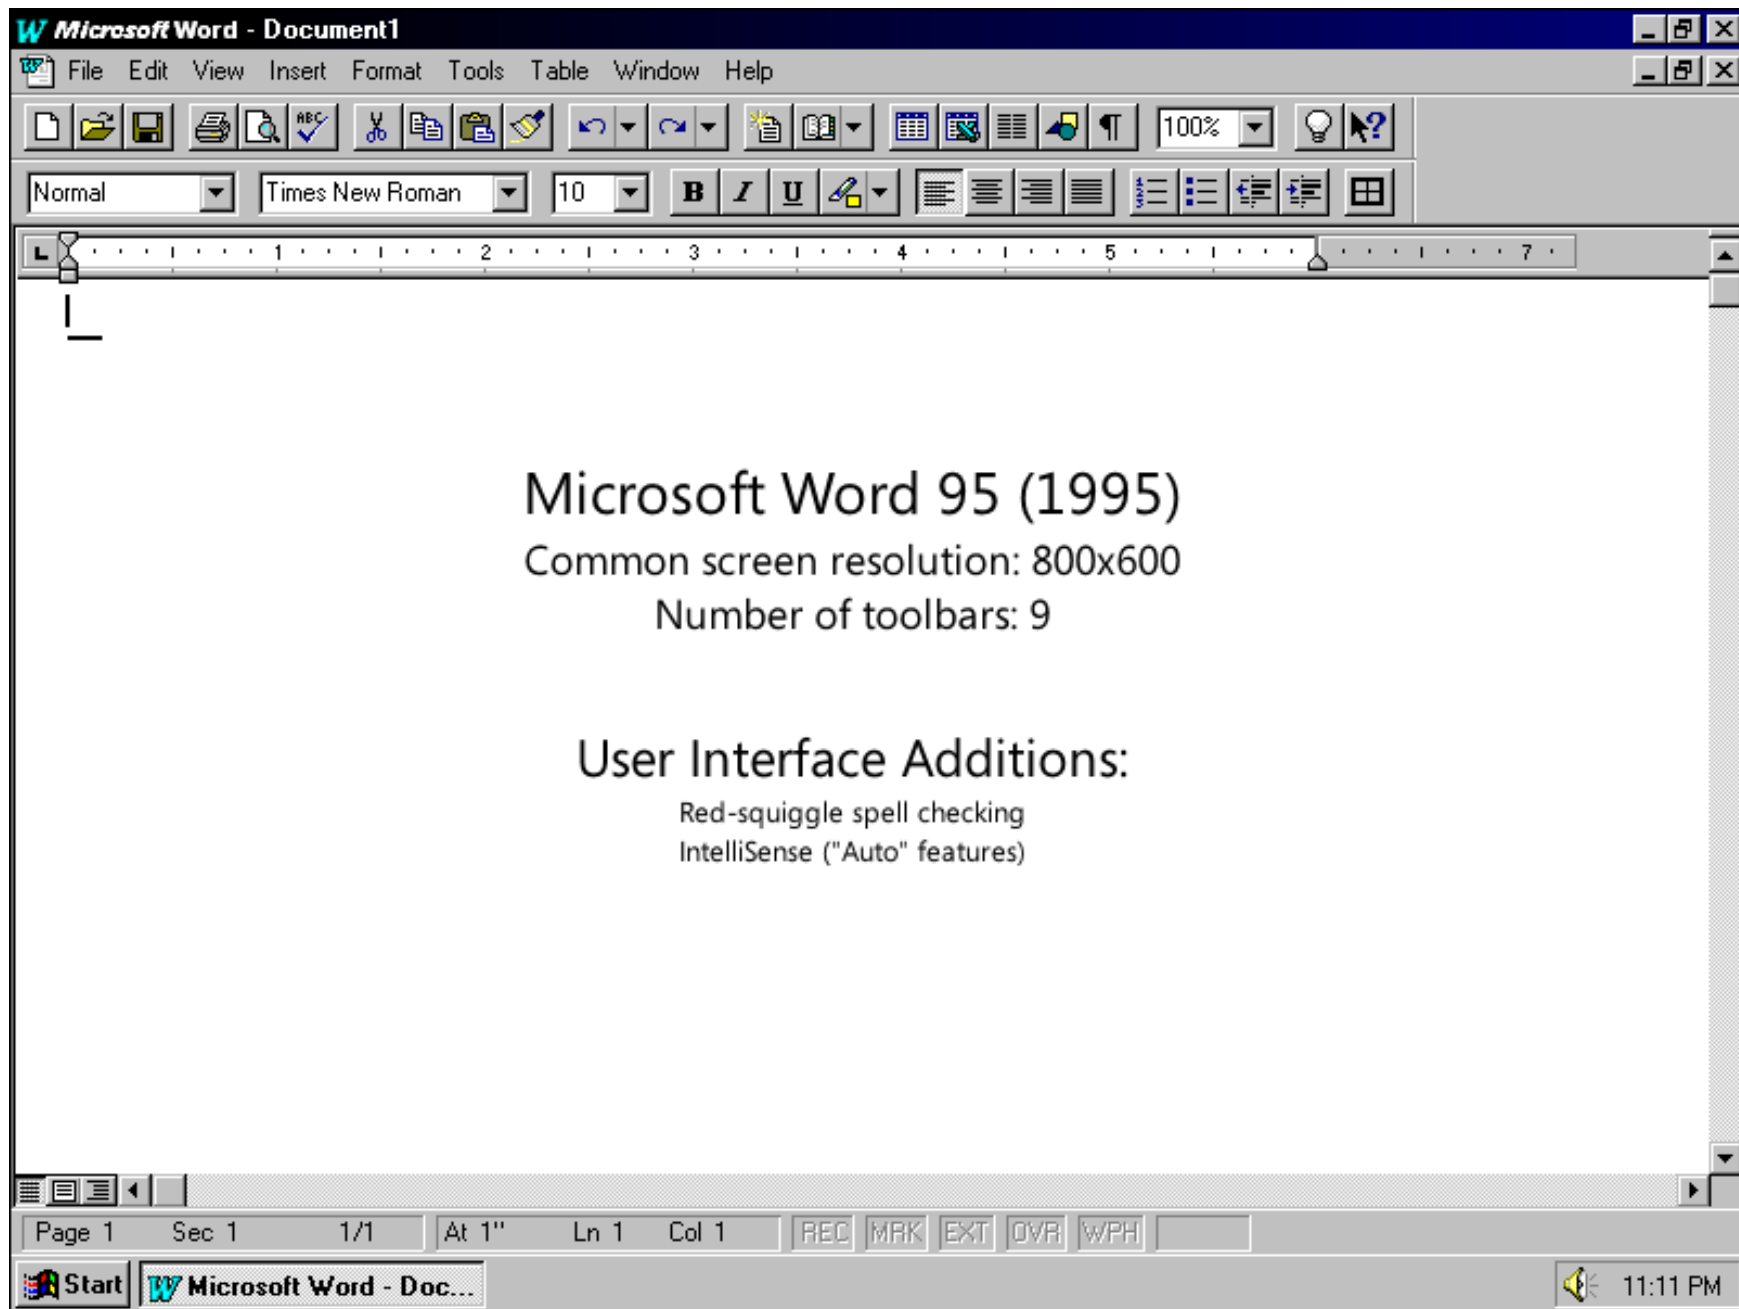 Microsoft Word - Document1
File Edit View Insert Format Tools Table Window Help
ABC 100% ?
Normal Times New Roman 10 B I U
1 2 3 4 5 7
Microsoft Word 95 (1995)
Common screen resolution: 800x600
Number of toolbars: 9
User Interface Additions:
Red-squiggle spell checking
IntelliSense ("Auto" features)
Page 1 Sec 1 1/1 At 1" Ln 1 Col 1 REC MRK EXT OVR WPH
Start Microsoft Word - Doc... 11:11 PM